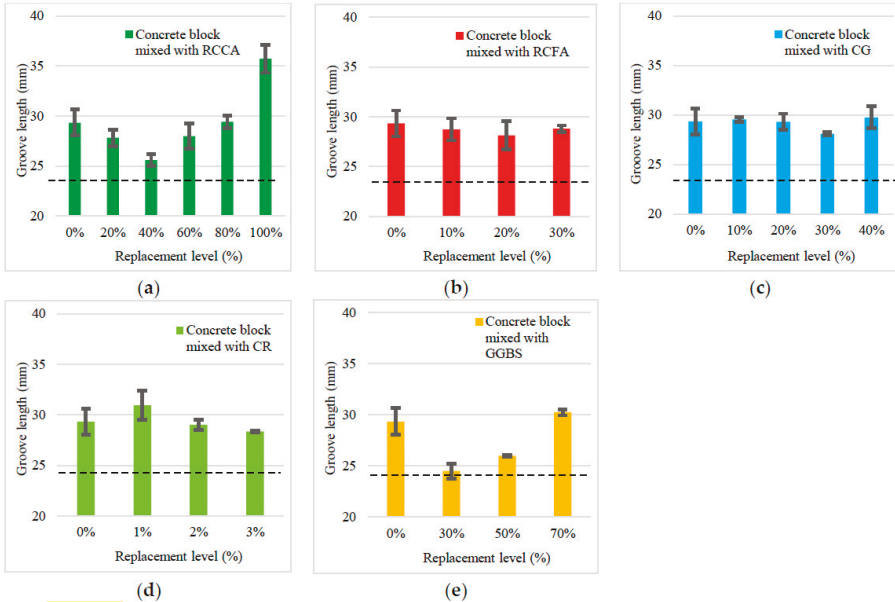 40
35
30
25
20
Groove length (mm)
Concrete block
mixed with RCCA
0% 20% 40% 60% 80% 100%
Replacement level (%)
(a)
40
35
30
25
20
Groove length (mm)
Concrete block
mixed with RCFA
0% 10% 20% 30%
Replacement level (%)
(b)
40
35
30
25
20
Grooove length (mm)
Concrete block
mixed with CG
0% 10% 20% 30% 40%
Replacement level (%)
(c)
40
35
30
25
20
Groove length (mm)
Concrete block
mixed with CR
0% 1% 2% 3%
Replacement level (%)
(d)
40
35
30
25
20
Groove length (mm)
Concrete block
mixed with
GGBS
0% 30% 50% 70%
Replacement level (%)
(e)